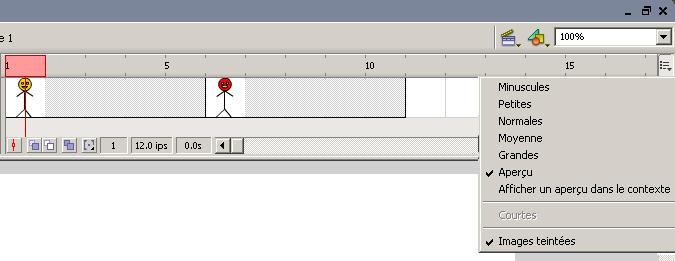 e 1
100%
1 5 10 15
Minuscules
Petites
Normales
Moyenne
Grandes
Aperçu
Afficher un aperçu dans le contexte
Courtes
Images teintées
1 12.0 ips 0.0s